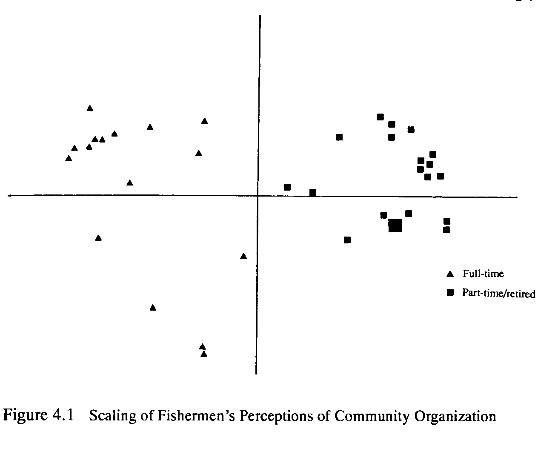 Full-time
Part-time/retired
Figure 4.1 Scaling of Fishermen's Perceptions of Community Organization